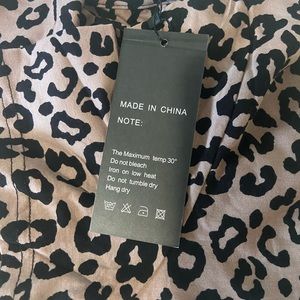 MADE IN CHINA
NOTE:
The Maximum temp 30°
Do not bleach
Iron on low heat
Do not tumble dry
Hang dry